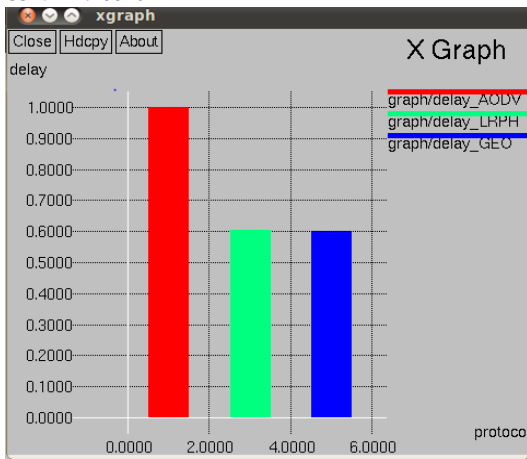 xgraph
Close Hdcpy About
X Graph
delay
graph/delay_AODV
graph/delay_LRPH
graph/delay_GEO
1.0000
0.9000
0.8000
0.7000
0.6000
0.5000
0.4000
0.3000
0.2000
0.1000
0.0000
protoco
0.0000 2.0000 4.0000 6.0000